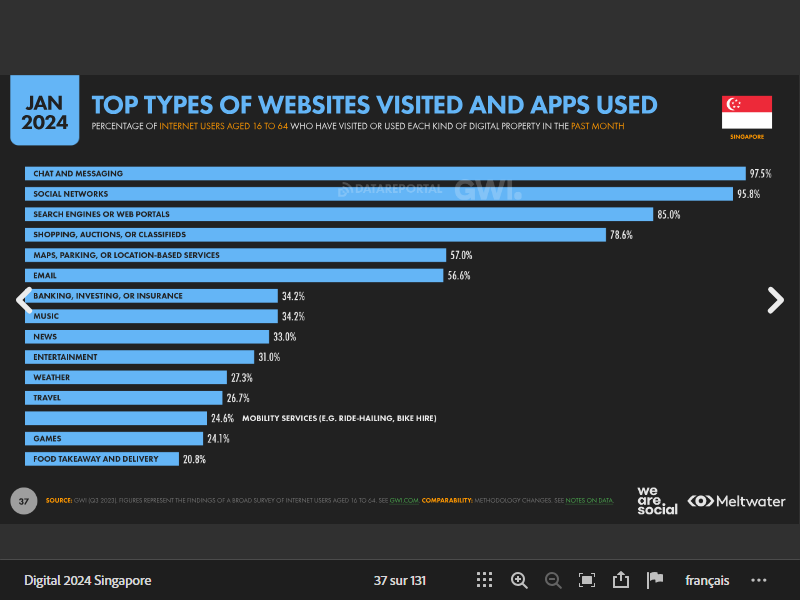 JAN
2024
TOP TYPES OF WEBSITES VISITED AND APPS USED
PERCENTAGE OF INTERNET USERS AGED 16 TO 64 WHO HAVE VISITED OR USED EACH KIND OF DIGITAL PROPERTY IN THE PAST MONTH
SINGAPORE
CHAT AND MESSAGING 97.5%
DATAREPORTAL GWI.
SOCIAL NETWORKS 95.8%
SEARCH ENGINES OR WEB PORTALS 85.0%
SHOPPING, AUCTIONS, OR CLASSIFIEDS 78.6%
MAPS, PARKING, OR LOCATION-BASED SERVICES 57.0%
EMAIL 56.6%
BANKING, INVESTING, OR INSURANCE 34.2%
MUSIC 34.2%
NEWS 33.0%
ENTERTAINMENT 31.0%
WEATHER 27.3%
TRAVEL 26.7%
24.6% MOBILITY SERVICES (E.G. RIDE-HAILING, BIKE HIRE)
GAMES 24.1%
FOOD TAKEAWAY AND DELIVERY 20.8%
37
SOURCE: GWI (Q3 2023). FIGURES REPRESENT THE FINDINGS OF A BROAD SURVEY OF INTERNET USERS AGED 16 TO 64. SEE GWI.COM. COMPARABILITY: METHODOLOGY CHANGES. SEE NOTES ON DATA.
we
are.
social
Meltwater
Digital 2024 Singapore
37 sur 131
français